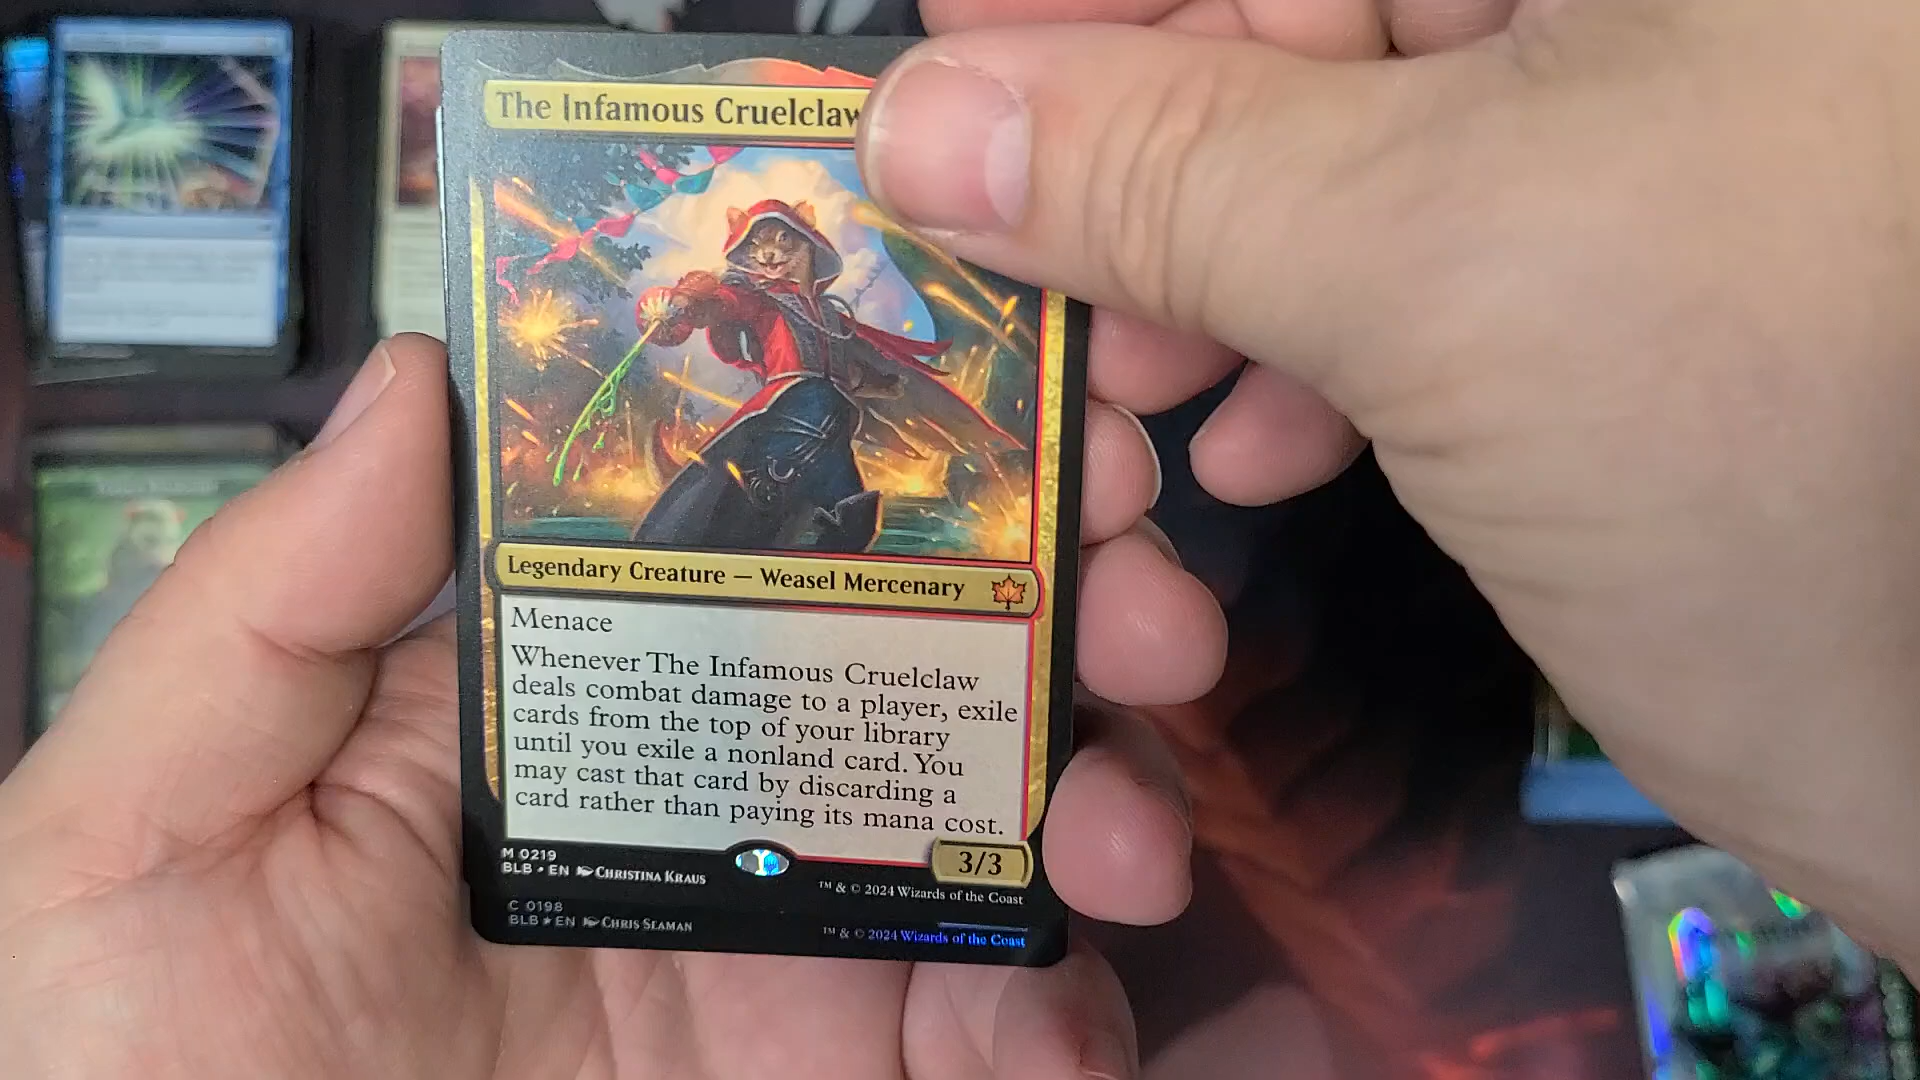 The Infamous Cruelclaw
Legendary Creature — Weasel Mercenary
Menace
Whenever The Infamous Cruelclaw
deals combat damage to a player, exile
cards from the top of your library
until you exile a nonland card. You
may cast that card by discarding a
card rather than paying its mana cost.
3/3
M 0219
BLB • EN CHRISTINA KRAUS
™ & © 2024 Wizards of the Coast
C 0198
BLB ★ EN CHRIS SEAMAN
™ & © 2024 Wizards of the Coast